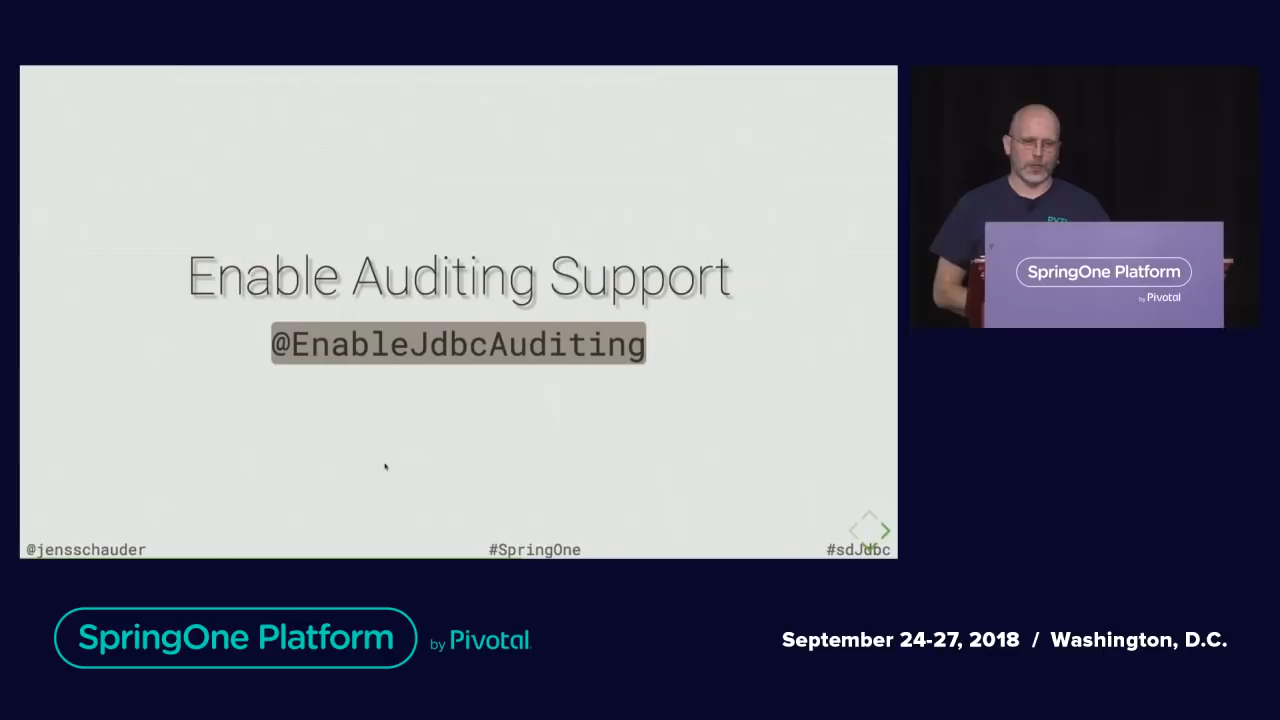 Enable Auditing Support
@EnableJdbcAuditing
@jensschauder
#SpringOne
#sdJdbc
SpringOne Platform
by Pivotal
SpringOne Platform by Pivotal
September 24-27, 2018 / Washington, D.C.